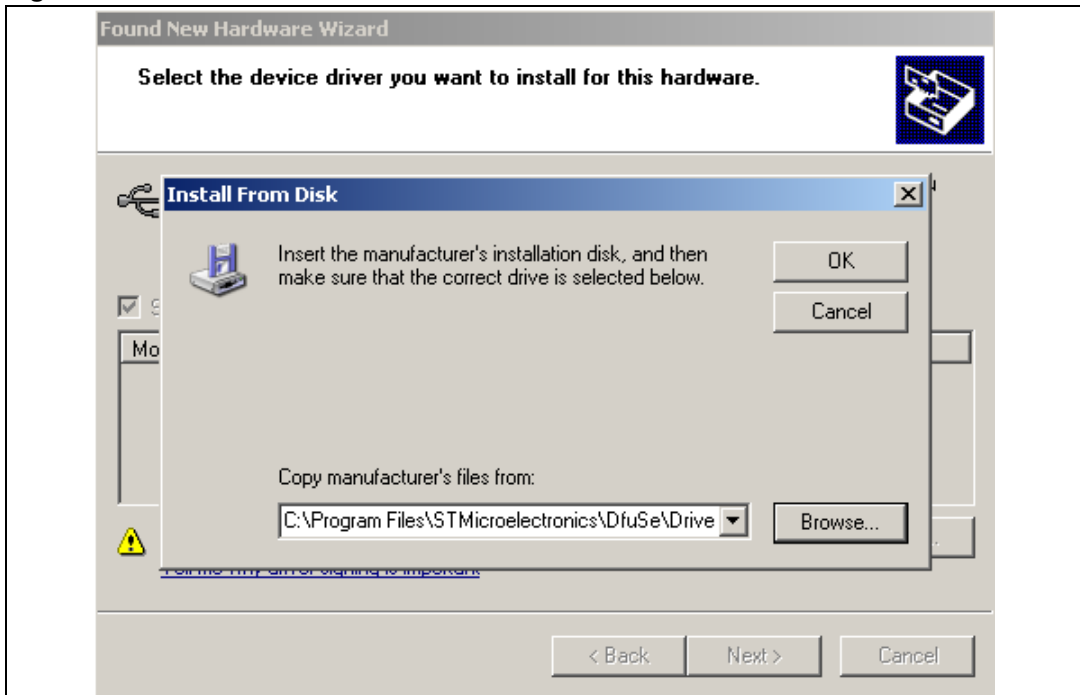 Found New Hardware Wizard
Select the device driver you want to install for this hardware.
Install From Disk
Insert the manufacturer's installation disk, and then
make sure that the correct drive is selected below.
OK
Cancel
Mo
Copy manufacturer's files from:
C:\Program Files\STMicroelectronics\DfuSe\Drive
Browse...
< Back
Next >
Cancel